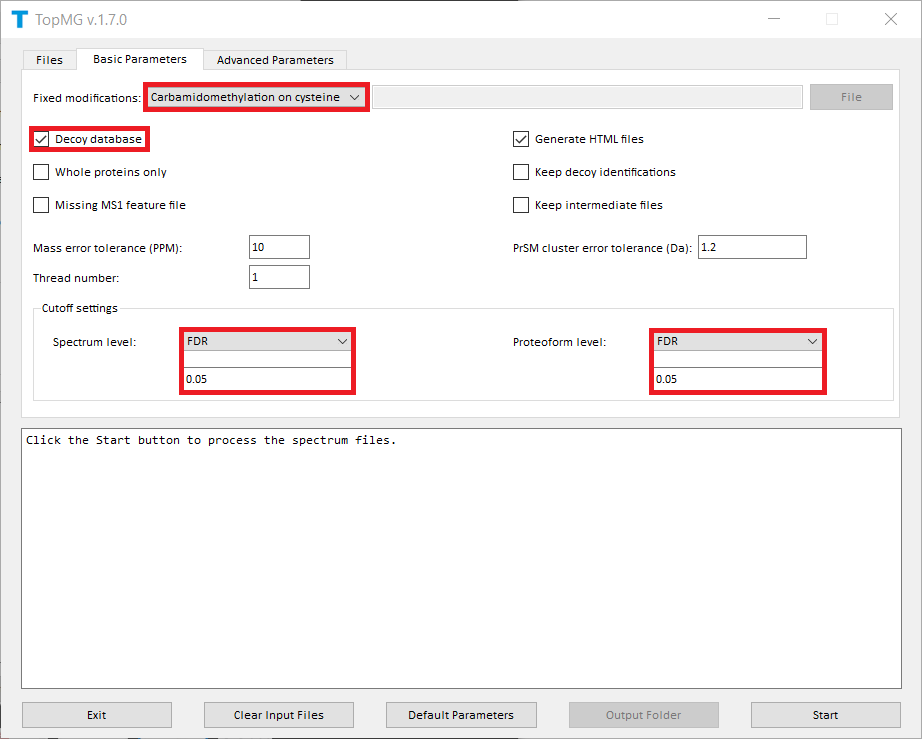 TopMG v.1.7.0
Files Basic Parameters Advanced Parameters
Fixed modifications: Carbamidomethylation on cysteine File
Decoy database Generate HTML files
Whole proteins only Keep decoy identifications
Missing MS1 feature file Keep intermediate files
Mass error tolerance (PPM): 10 PrSM cluster error tolerance (Da): 1.2
Thread number: 1
Cutoff settings
Spectrum level: FDR Proteoform level: FDR
0.05 0.05
Click the Start button to process the spectrum files.
Exit Clear Input Files Default Parameters Output Folder Start